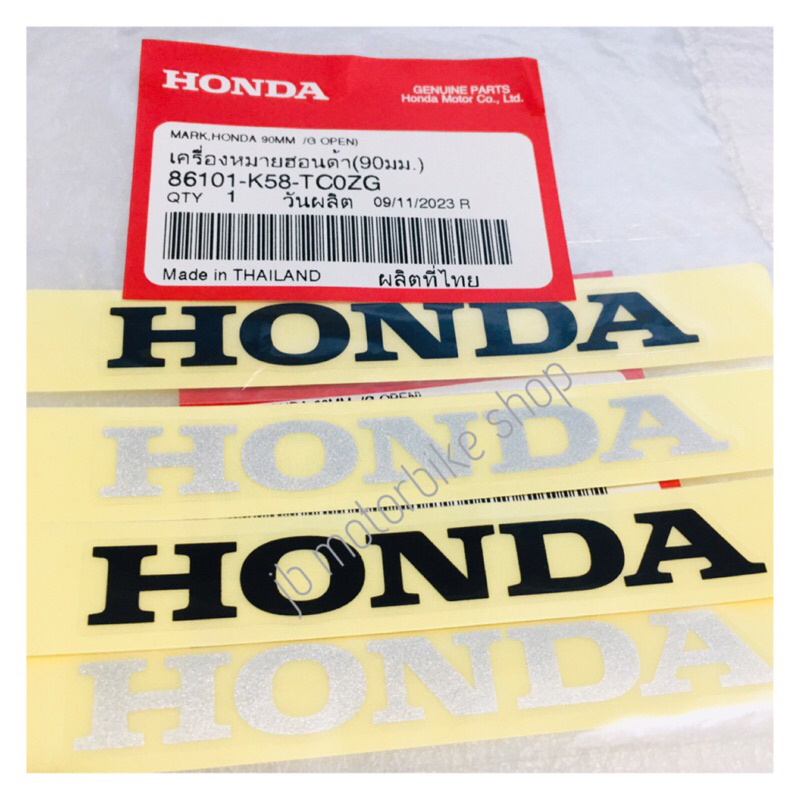 HONDA
GENUINE PARTS
Honda Motor Co., Ltd.
MARK,HONDA 90MM /G OPEN)
เครื่องหมายฮอนด้า(90มม.)
86101-K58-TC0ZG
QTY 1 วันผลิต 09/11/2023 R
Made in THAILAND ผลิตที่ไทย
HONDA
HONDA
HONDA
HONDA
jb motorbike shop